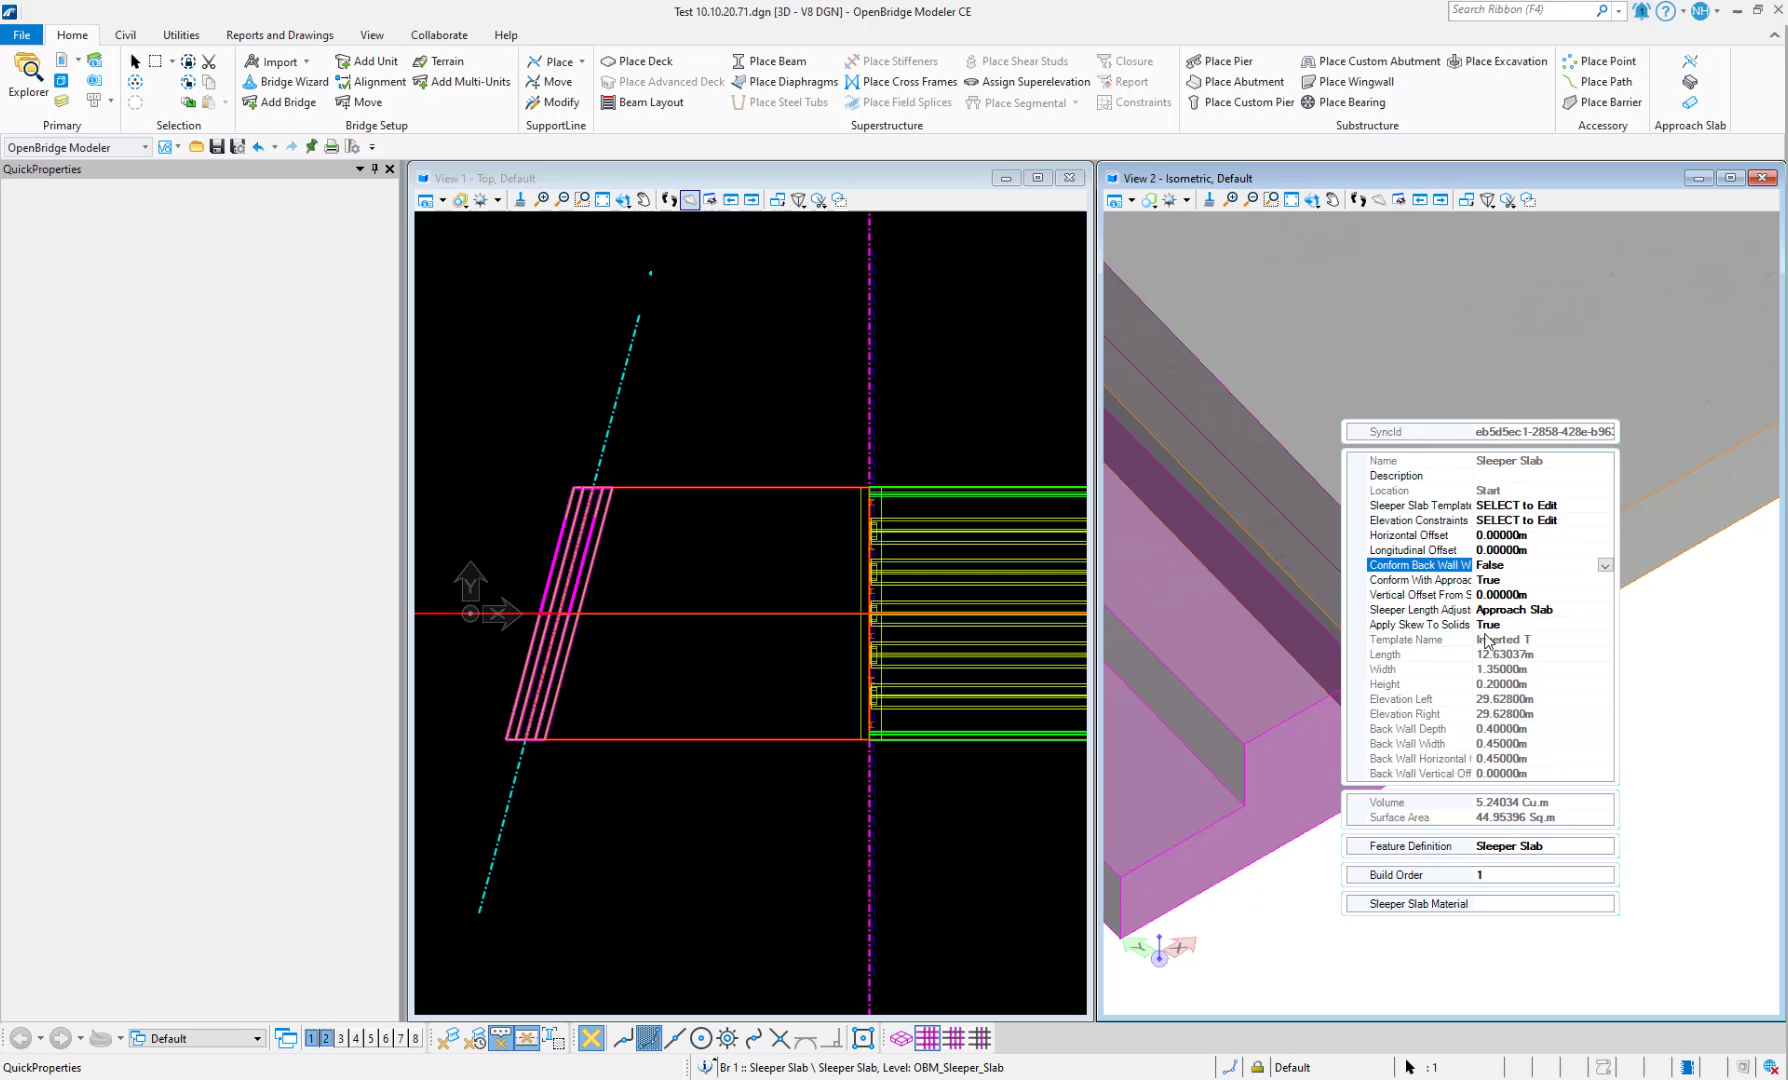 Test 10.10.20.71.dgn [3D - V8 DGN] - OpenBridge Modeler CE
Search Ribbon (F4)
NH
File Home Civil Utilities Reports and Drawings View Collaborate Help
Explorer
Primary
Selection
Import Add Unit Terrain
Bridge Wizard Alignment Add Multi-Units
Add Bridge Move
Bridge Setup
Place
Move
Modify
SupportLine
Place Deck Place Beam Place Stiffeners Place Shear Studs Closure
Place Advanced Deck Place Diaphragms Place Cross Frames Assign Superelevation Report
Beam Layout Place Steel Tubs Place Field Splices Place Segmental Constraints
Superstructure
Place Pier Place Custom Abutment Place Excavation
Place Abutment Place Wingwall
Place Custom Pier Place Bearing
Substructure
Place Point
Place Path
Place Barrier
Accessory
Approach Slab
OpenBridge Modeler
QuickProperties
View 1 - Top, Default
View 2 - Isometric, Default
Y
X
SyncId eb5d5ec1-2858-428e-b963
Name Sleeper Slab
Description
Location Start
Sleeper Slab Template SELECT to Edit
Elevation Constraints SELECT to Edit
Horizontal Offset 0.00000m
Longitudinal Offset 0.00000m
Conform Back Wall W False
Conform With Approac True
Vertical Offset From S 0.00000m
Sleeper Length Adjust Approach Slab
Apply Skew To Solids True
Template Name Inverted T
Length 12.63037m
Width 1.35000m
Height 0.20000m
Elevation Left 29.62800m
Elevation Right 29.62800m
Back Wall Depth 0.40000m
Back Wall Width 0.45000m
Back Wall Horizontal 0.45000m
Back Wall Vertical Off 0.00000m
Volume 5.24034 Cu.m
Surface Area 44.95396 Sq.m
Feature Definition Sleeper Slab
Build Order 1
Sleeper Slab Material
Y X
Default 1 2 3 4 5 6 7 8
QuickProperties
Br 1 :: Sleeper Slab \ Sleeper Slab, Level: OBM_Sleeper_Slab
Default
: 1